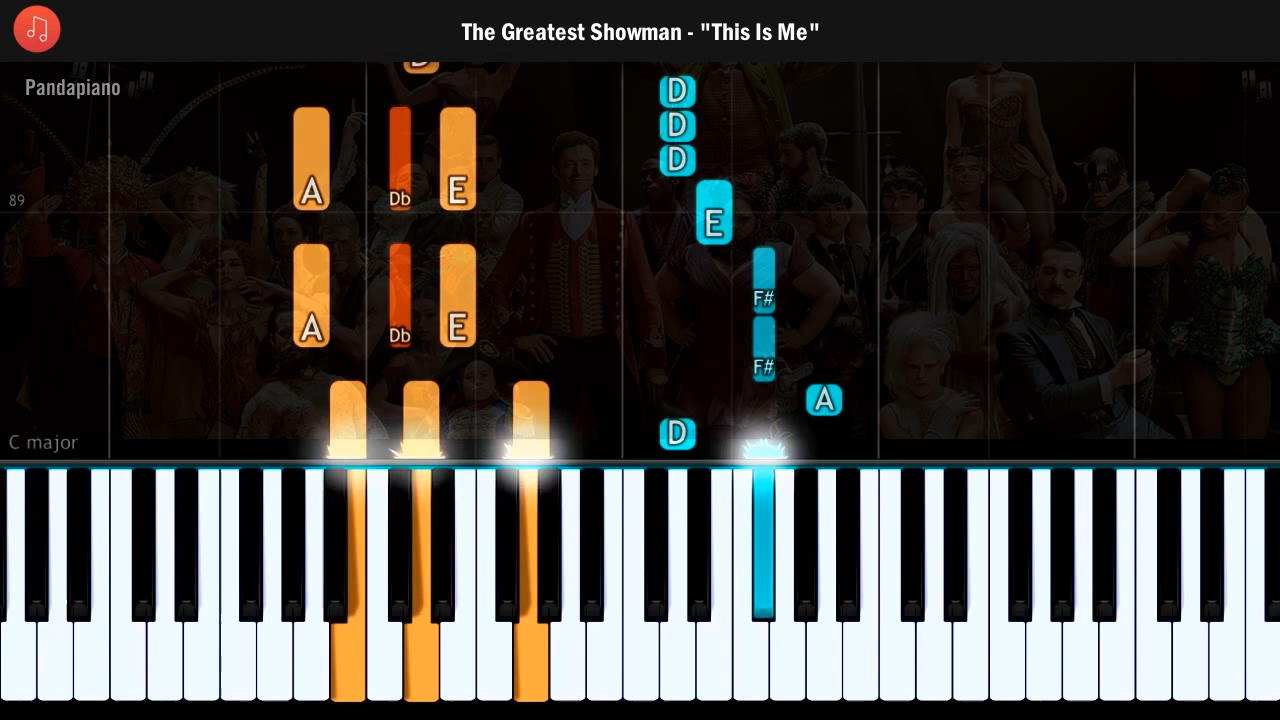 The Greatest Showman - "This Is Me"
Pandapiano
D
D
D
D
A Db E
89
E
F#
A Db E
F#
A
D
C major